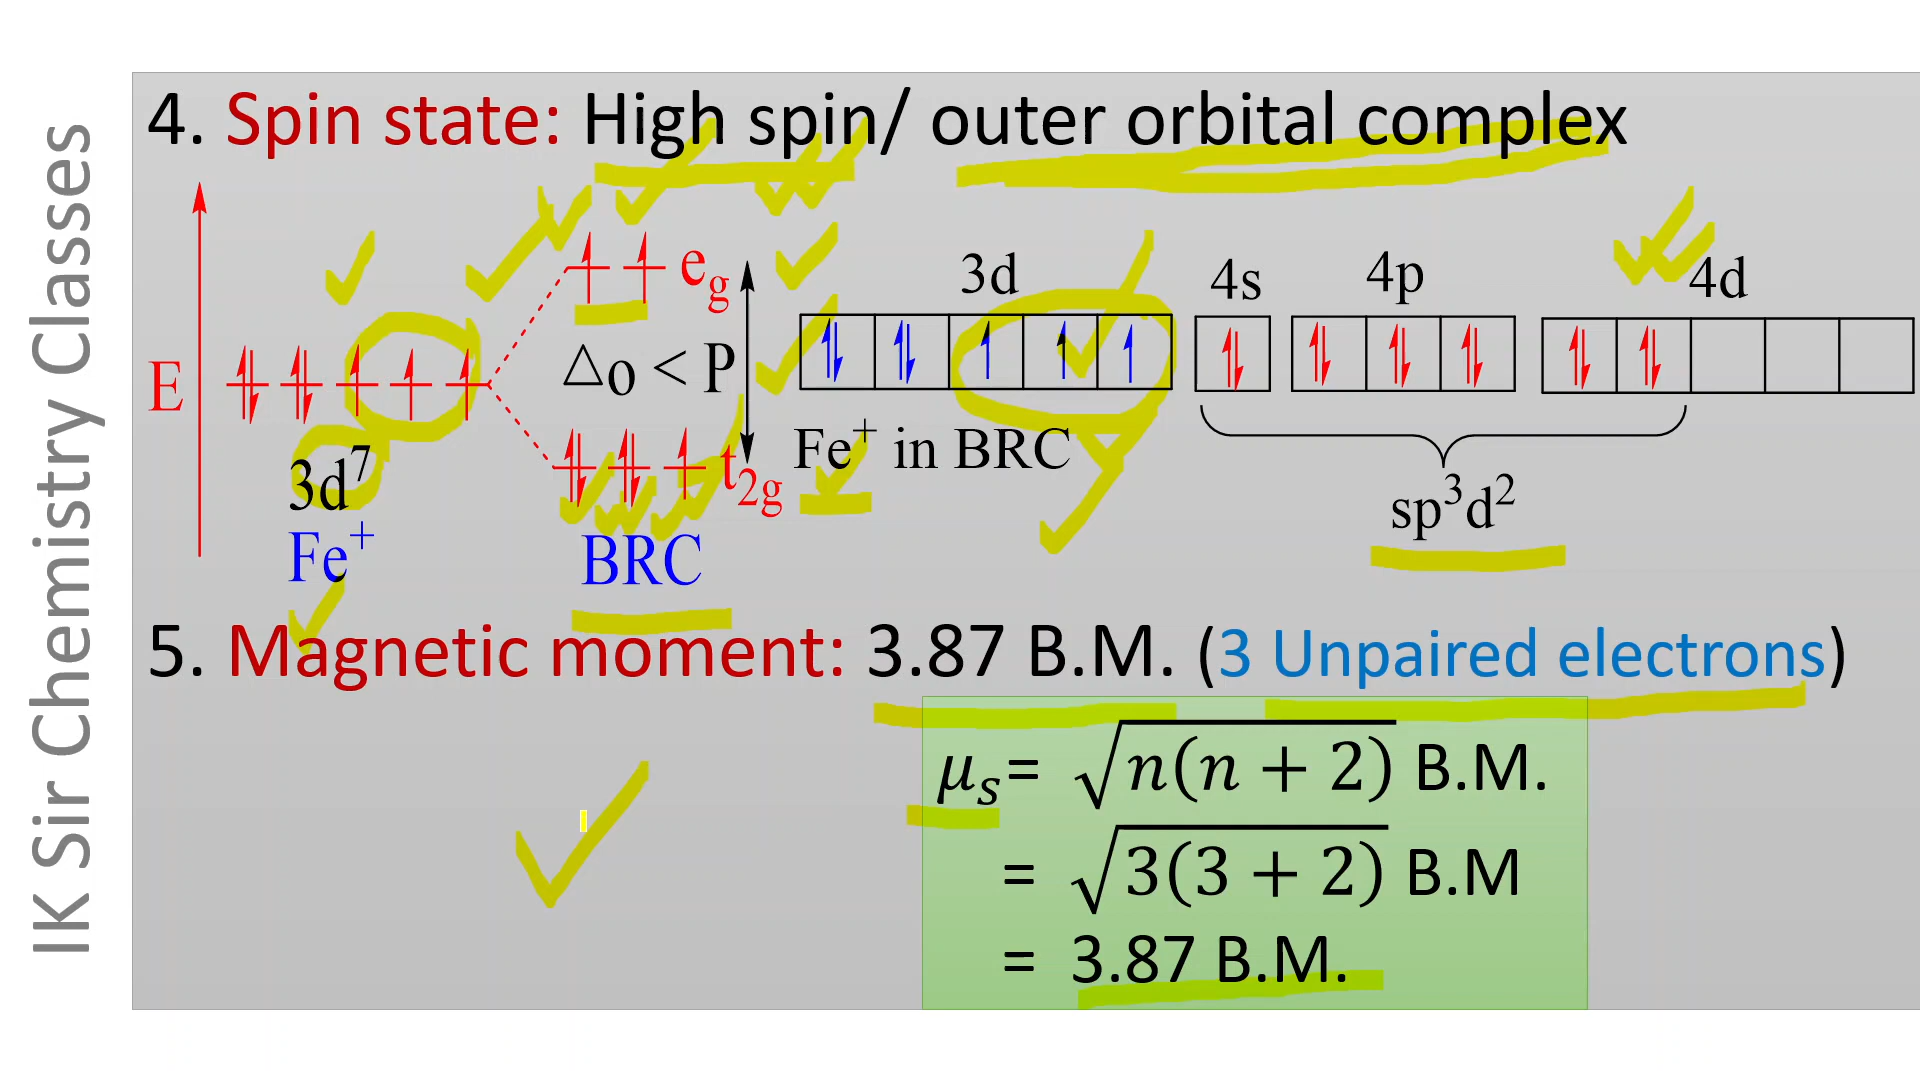 IK Sir Chemistry Classes
4. Spin state: High spin/ outer orbital complex
E
3d⁷
Fe⁺
eg
△o < P
t2g
BRC
3d
4s
4p
4d
Fe⁺ in BRC
sp³d²
5. Magnetic moment: 3.87 B.M. (3 Unpaired electrons)
μs= √n(n + 2) B.M.
= √3(3 + 2) B.M
= 3.87 B.M.